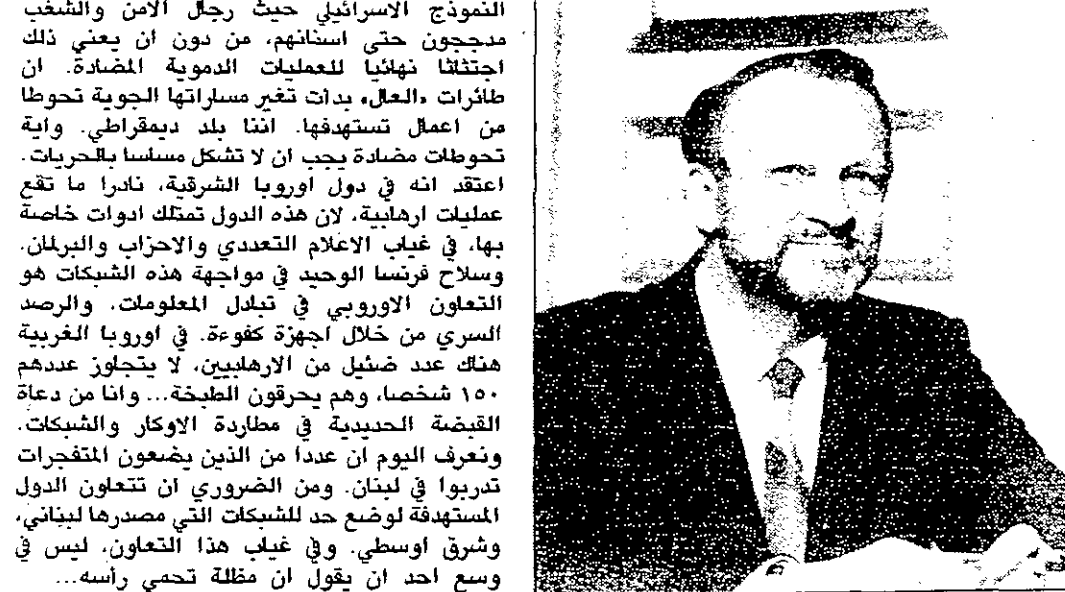 النموذج الاسرائيلي حيث رجال الامن والشغب
مدججون حتى اسنانهم، من دون ان يعني ذلك
اجتثاثا نهائيا للعمليات الدموية المضادة. ان
طائرات «العال» بدات تغير مساراتها الجوية تحوطا
من اعمال تستهدفها. اننا بلد ديمقراطي. واية
تحوطات مضادة يجب ان لا تشكل مساسا بالحريات.
اعتقد انه في دول اوروبا الشرقية، نادرا ما تقع
عمليات ارهابية، لان هذه الدول تمتلك ادوات خاصة
بها، في غياب الاعلام التعددي والاحزاب والبرلمان.
وسلاح فرنسا الوحيد في مواجهة هذه الشبكات هو
التعاون الاوروبي في تبادل المعلومات، والرصد
السري من خلال اجهزة كفوءة. في اوروبا الغربية
هناك عدد ضئيل من الارهابيين، لا يتجاوز عددهم
١٥٠ شخصا، وهم يحرقون الطبخة... وانا من دعاة
القبضة الحديدية في مطاردة الاوكار والشبكات.
ونعرف اليوم ان عددا من الذين يضعون المتفجرات
تدربوا في لبنان. ومن الضروري ان تتعاون الدول
المستهدفة لوضع حد للشبكات التي مصدرها لبناني،
وشرق اوسطي. وفي غياب هذا التعاون، ليس في
وسع احد ان يقول ان مظلة تحمي رأسه...